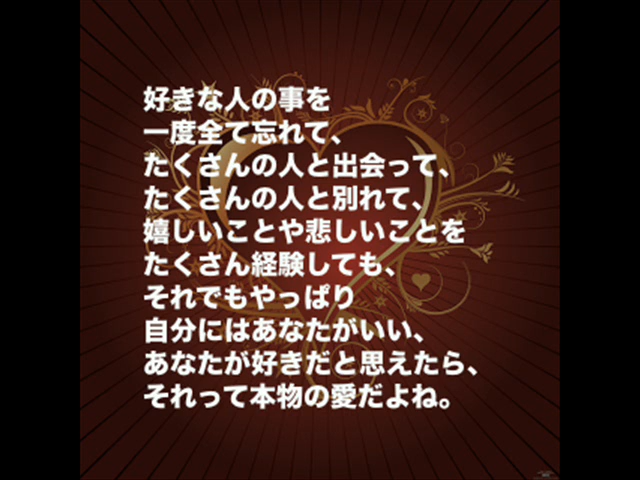 好きな人の事を
一度全て忘れて、
たくさんの人と出会って、
たくさんの人と別れて、
嬉しいことや悲しいことを
たくさん経験しても、
それでもやっぱり
自分にはあなたがいい、
あなたが好きだと思えたら、
それって本物の愛だよね。